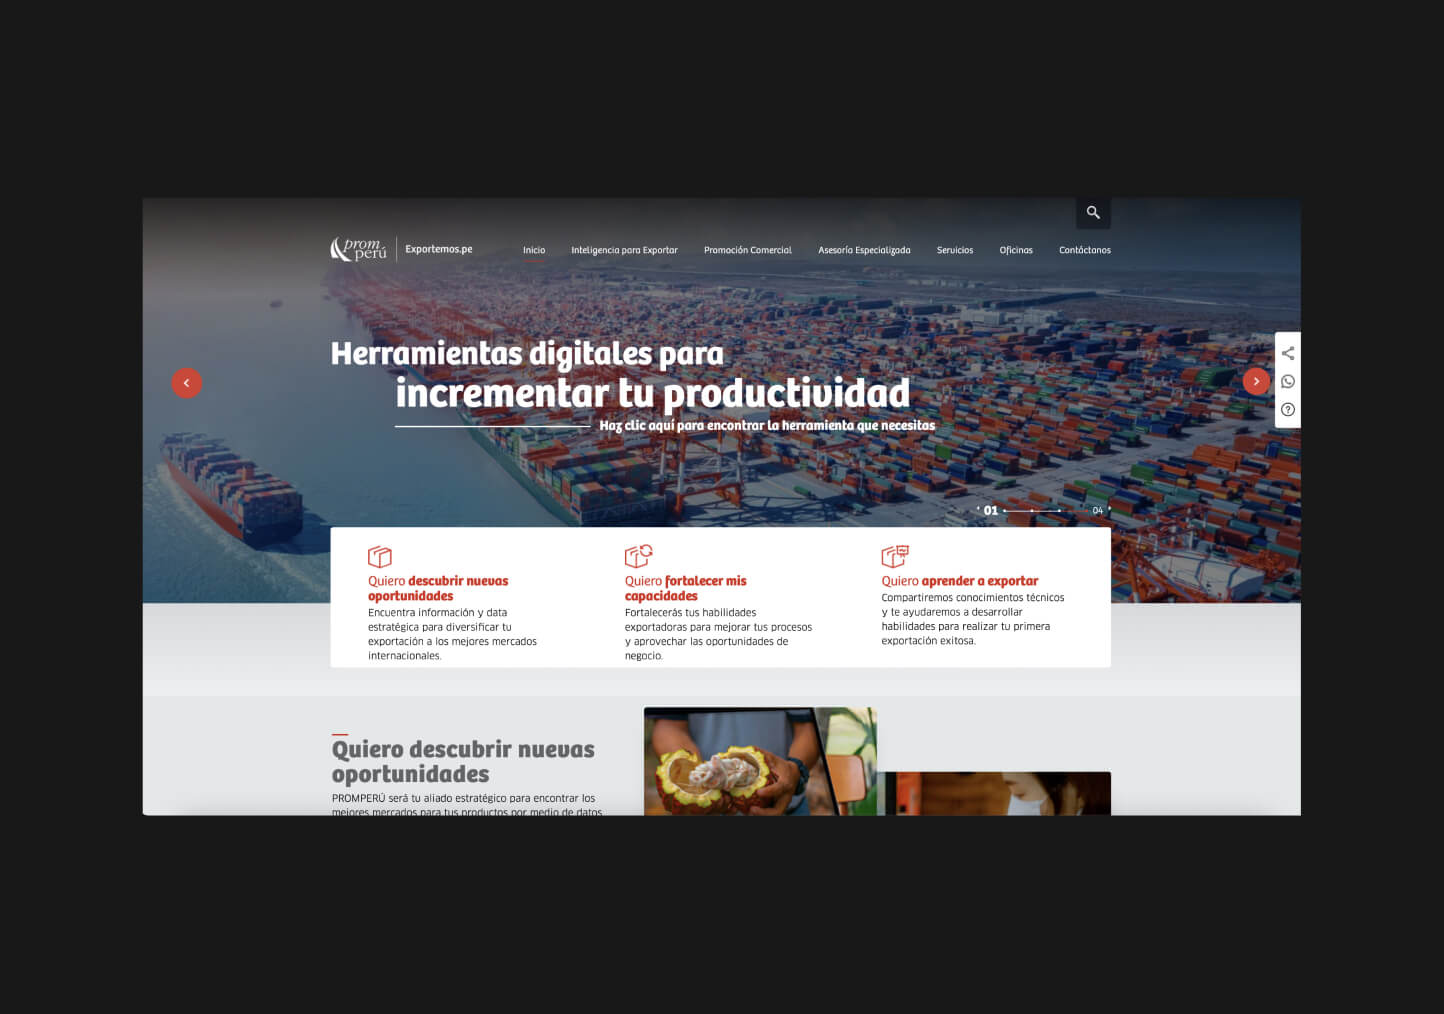 prom
perú
Exportemos.pe
Inicio
Inteligencia para Exportar
Promoción Comercial
Asesoría Especializada
Servicios
Oficinas
Contáctanos
Herramientas digitales para
incrementar tu productividad
Haz clic aquí para encontrar la herramienta que necesitas
01
04
Quiero descubrir nuevas
oportunidades
Encuentra información y data
estratégica para diversificar tu
exportación a los mejores mercados
internacionales.
Quiero fortalecer mis
capacidades
Fortalecerás tus habilidades
exportadoras para mejorar tus procesos
y aprovechar las oportunidades de
negocio.
Quiero aprender a exportar
Compartiremos conocimientos técnicos
y te ayudaremos a desarrollar
habilidades para realizar tu primera
exportación exitosa.
Quiero descubrir nuevas
oportunidades
PROMPERÚ será tu aliado estratégico para encontrar los
mejores mercados para tus productos por medio de datos